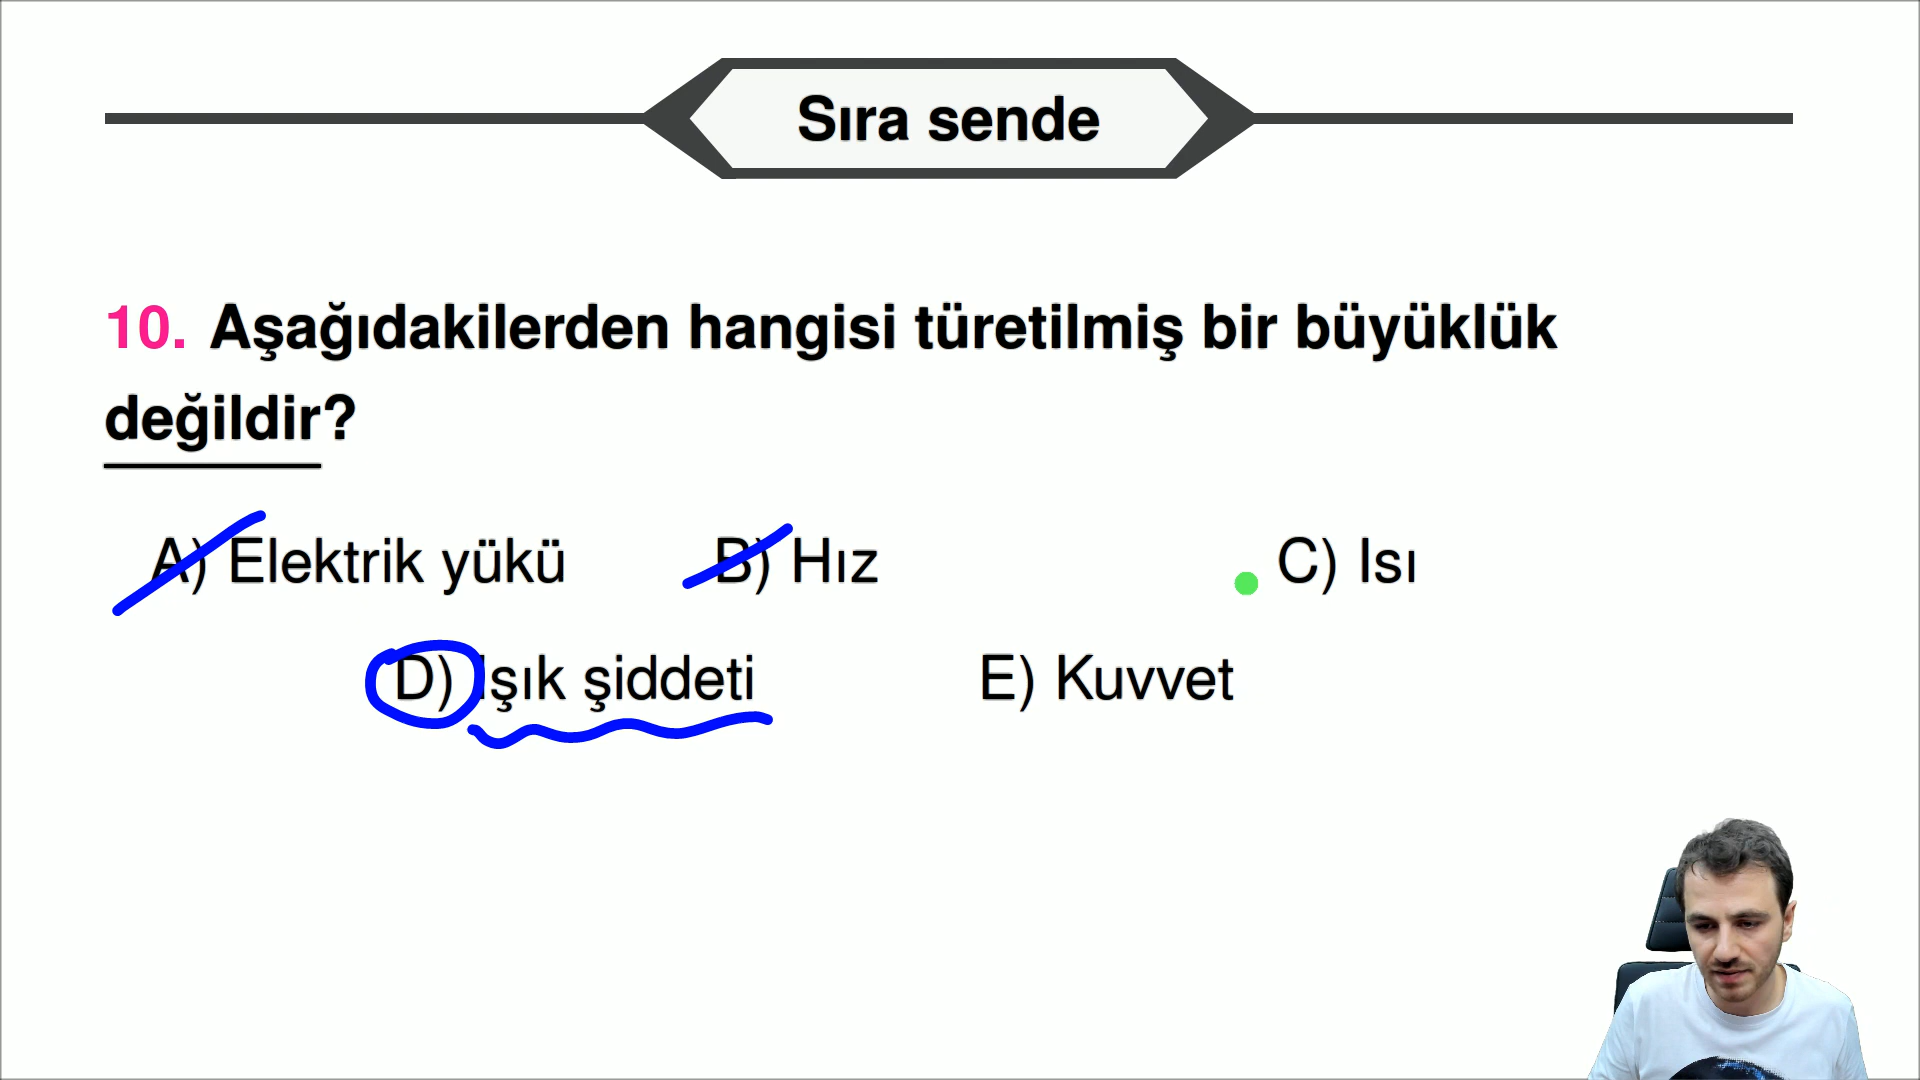 Sıra sende
10. Aşağıdakilerden hangisi türetilmiş bir büyüklük
değildir?
A) Elektrik yükü B) Hız C) Isı
D) Işık şiddeti E) Kuvvet